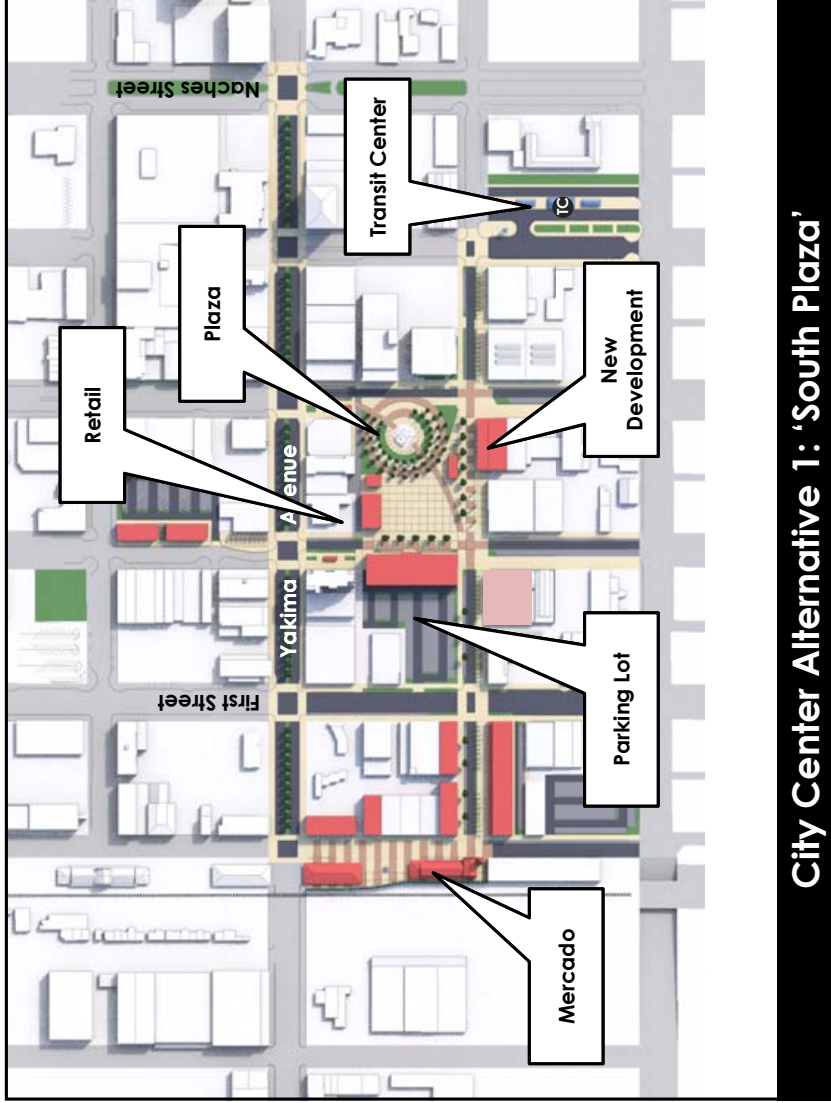 City Center Alternative 1: ‘South Plaza’
Retail
Plaza
Transit Center
Naches Street
First Street
Yakima
Avenue
TC
Mercado
Parking Lot
New
Development